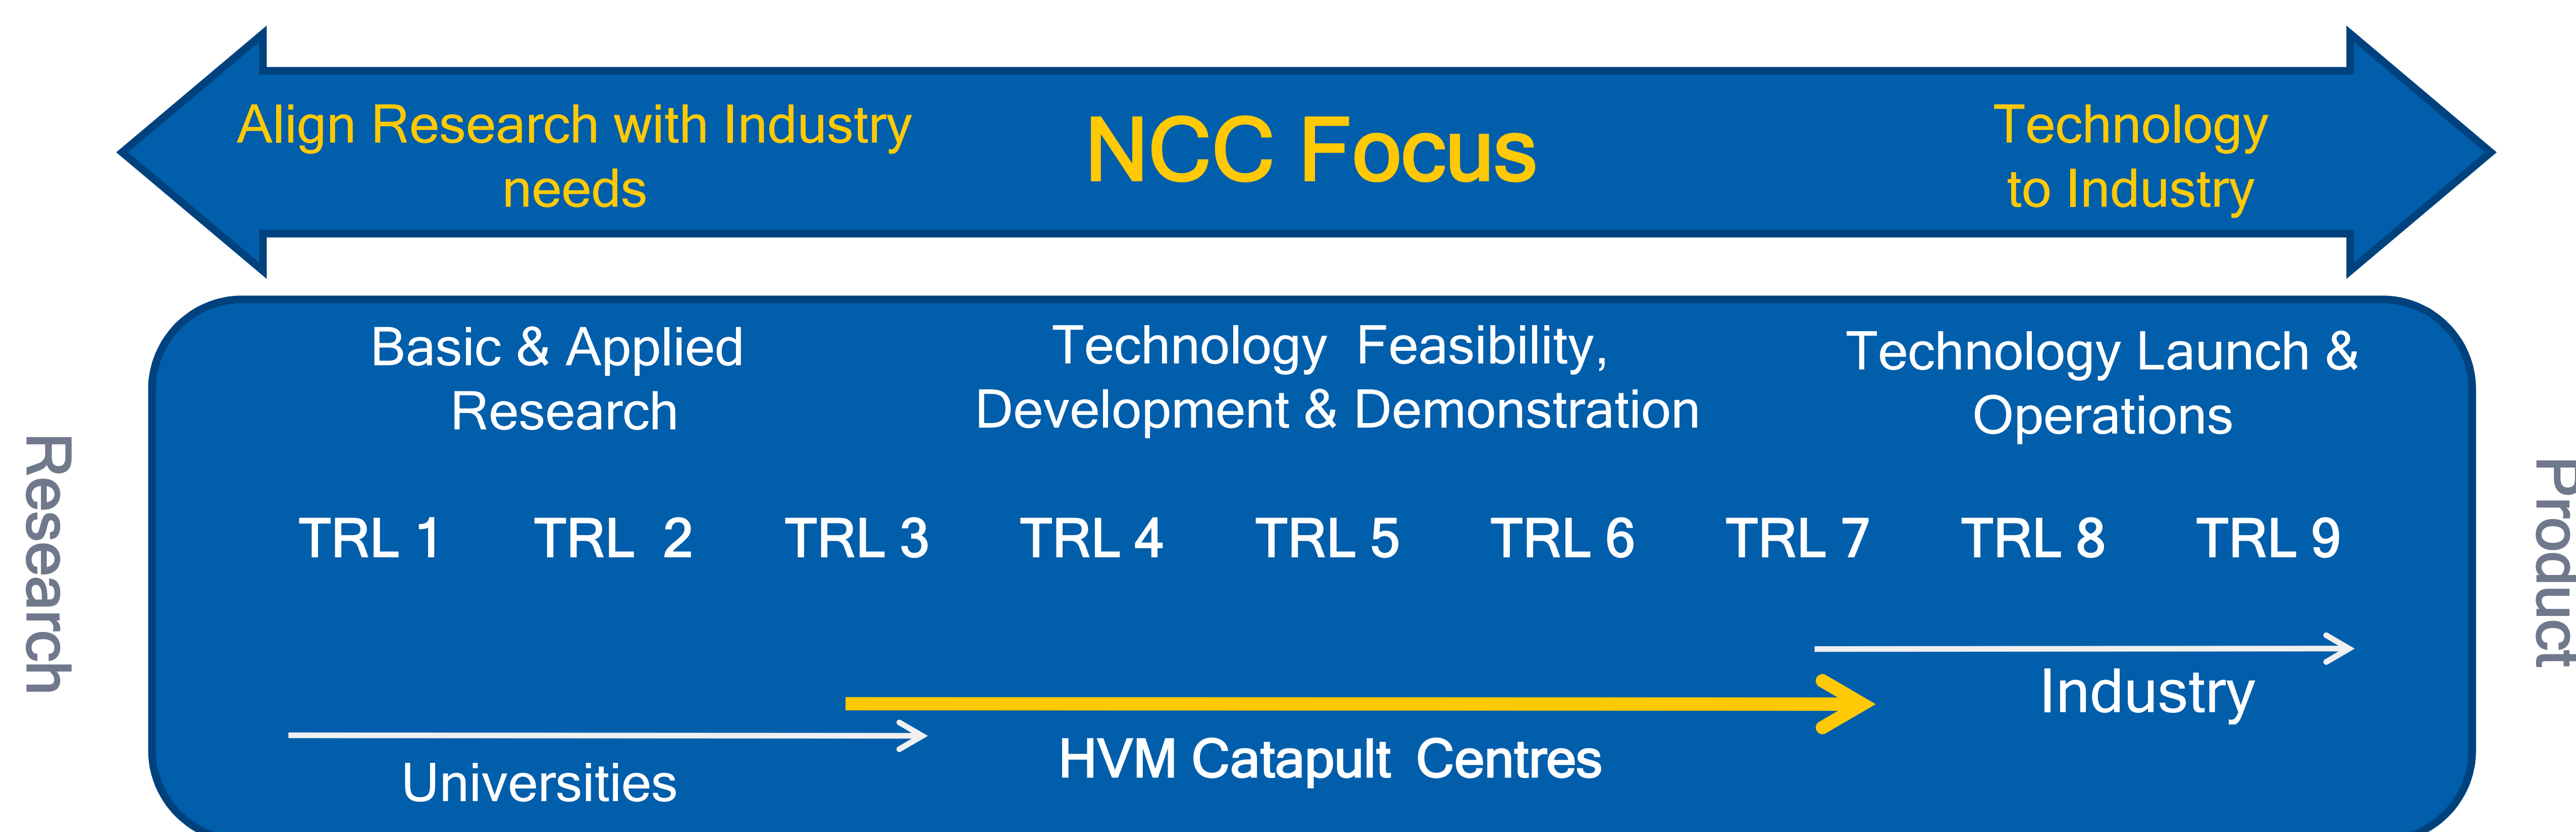 Align Research with Industry
needs
NCC Focus
Technology
to Industry
Research
Basic & Applied
Research
Technology Feasibility,
Development & Demonstration
Technology Launch &
Operations
TRL 1 TRL 2 TRL 3 TRL 4 TRL 5 TRL 6 TRL 7 TRL 8 TRL 9
Industry
HVM Catapult Centres
Universities
Product